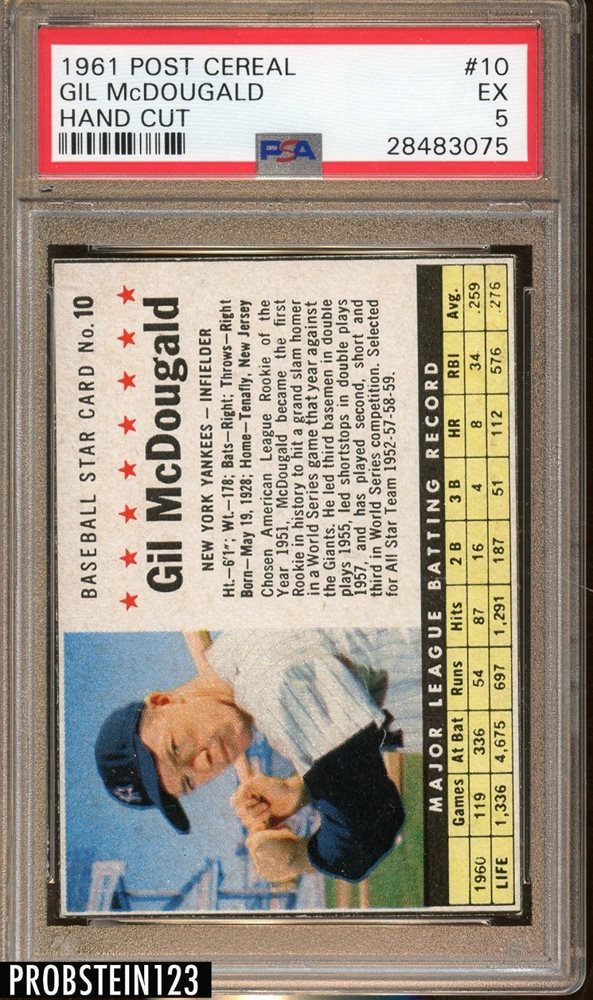 1961 POST CEREAL #10
GIL McDOUGALD EX
HAND CUT 5
PSA 28483075
BASEBALL STAR CARD No. 10
Gil McDougald
NEW YORK YANKEES — INFIELDER
Ht.—6'1"; Wt.—178; Bats—Right; Throws—Right
Born—May 19, 1928; Home—Tenafly, New Jersey
Chosen American League Rookie of the
Year 1951, McDougald became the first
Rookie in history to hit a grand slam homer
in a World Series game that year against
the Giants. He led third basemen in double
plays 1955, led shortstops in double plays
1957, and has played second, short and
third in World Series competition. Selected
for All Star Team 1952-57-58-59.
MAJOR LEAGUE BATTING RECORD
Games At Bat Runs Hits 2 B 3 B HR RBI Avg.
1960 119 336 54 87 16 4 8 34 .259
LIFE 1,336 4,675 697 1,291 187 51 112 576 .276
PROBSTEIN123